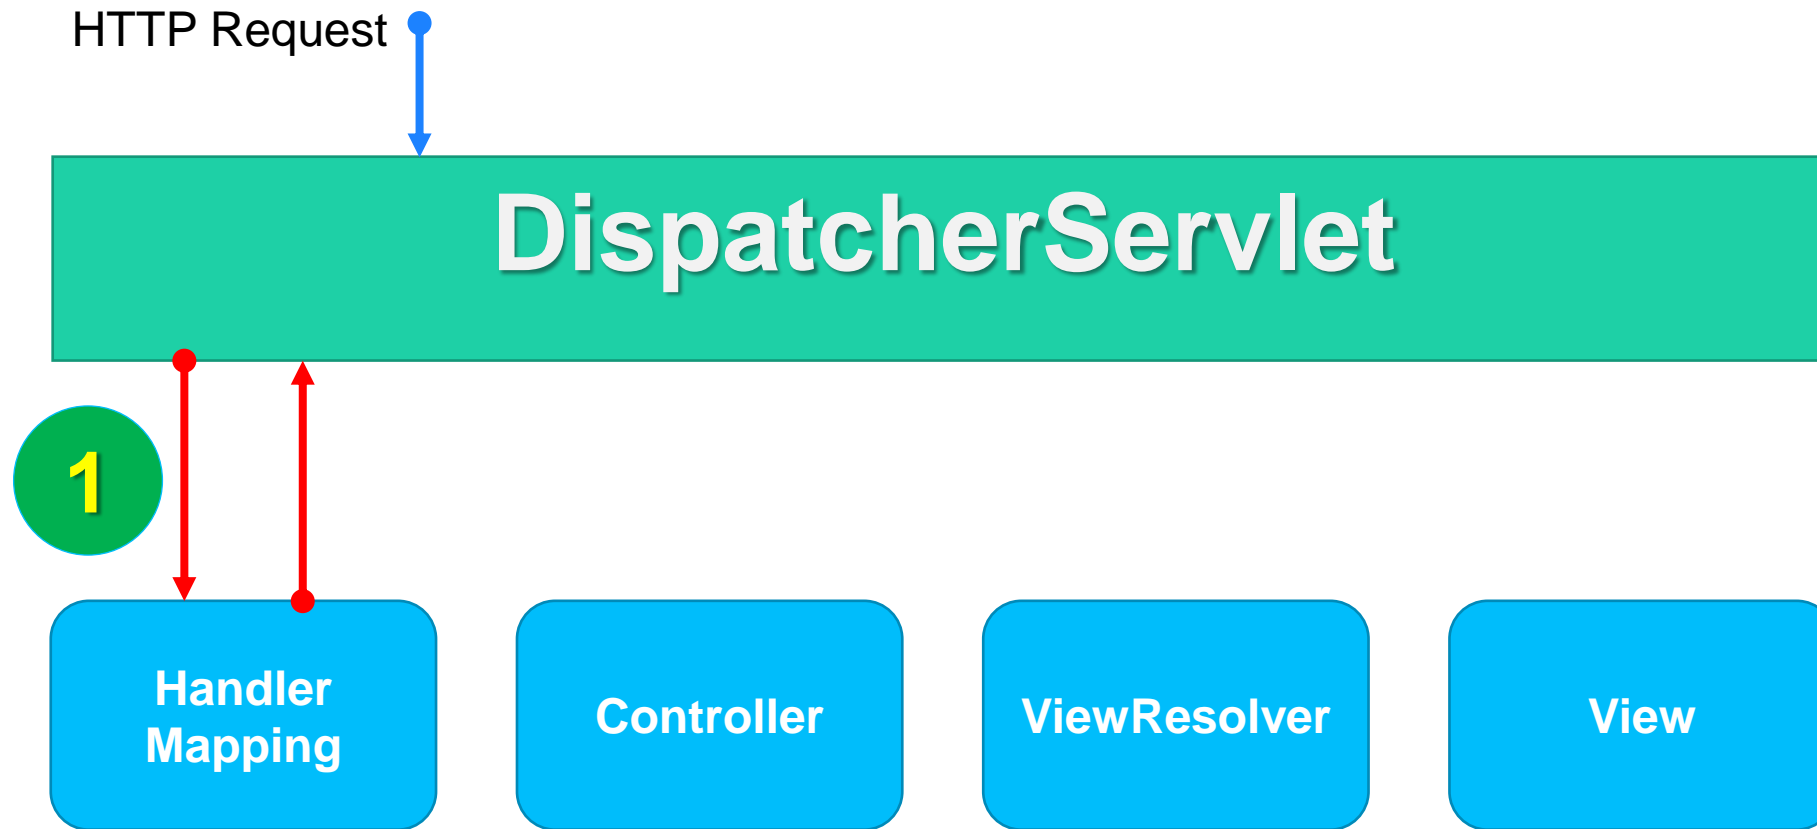 HTTP Request
DispatcherServlet
1
Handler
Mapping
Controller
ViewResolver
View